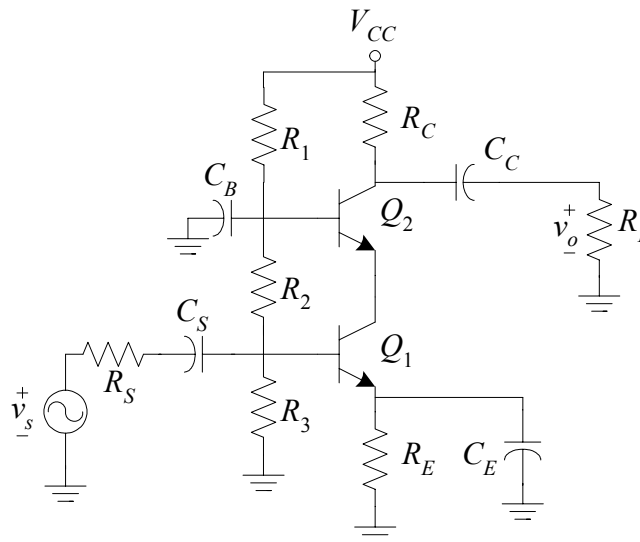 V_CC
R_1
R_C
C_C
C_B
Q_2
+
v_o
−
R_2
C_S
R_S
Q_1
+
v_s
−
R_3
R_E
C_E